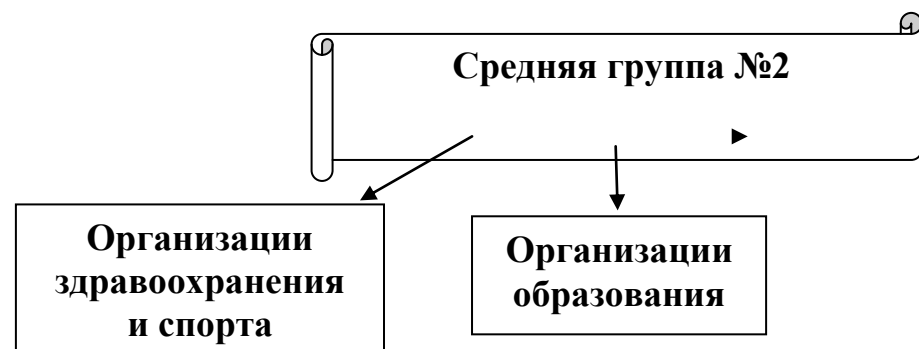 Средняя группа №2
Организации
здравоохранения
и спорта
Организации
образования